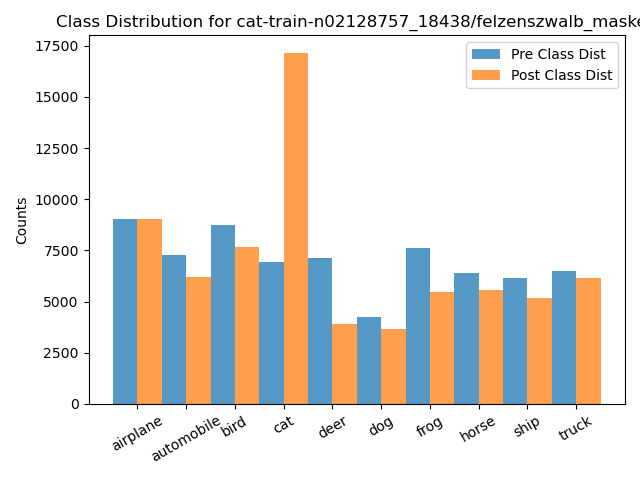 Class Distribution for cat-train-n02128757_18438/felzenszwalb_maske
Pre Class Dist
Post Class Dist
Counts
17500
15000
12500
10000
7500
5000
2500
0
airplane
automobile
bird
cat
deer
dog
frog
horse
ship
truck